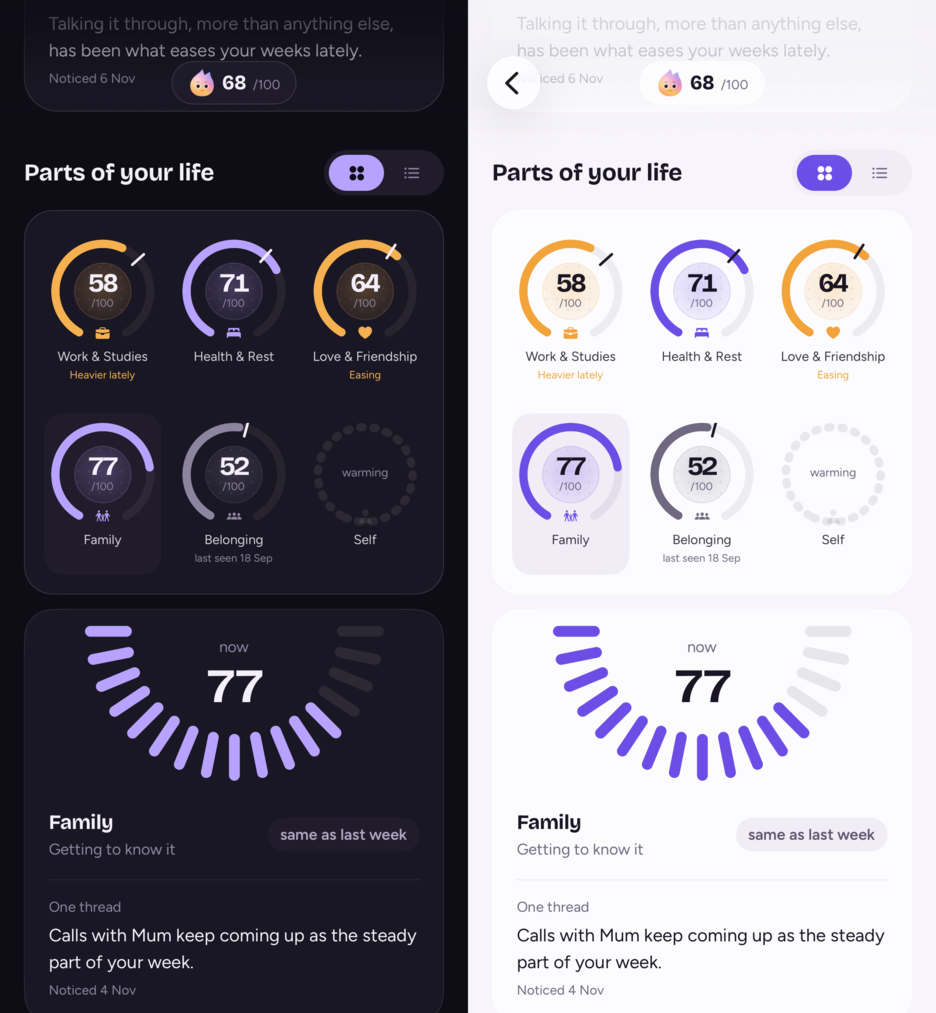 Talking it through, more than anything else,
has been what eases your weeks lately.
Noticed 6 Nov
68 /100
Parts of your life
58
/100
Work & Studies
Heavier lately
71
/100
Health & Rest
64
/100
Love & Friendship
Easing
77
/100
Family
52
/100
Belonging
last seen 18 Sep
warming
Self
now
77
Family
Getting to know it
same as last week
One thread
Calls with Mum keep coming up as the steady
part of your week.
Noticed 4 Nov
Talking it through, more than anything else,
has been what eases your weeks lately.
iced 6 Nov
68 /100
Parts of your life
58
/100
Work & Studies
Heavier lately
71
/100
Health & Rest
64
/100
Love & Friendship
Easing
77
/100
Family
52
/100
Belonging
last seen 18 Sep
warming
Self
now
77
Family
Getting to know it
same as last week
One thread
Calls with Mum keep coming up as the steady
part of your week.
Noticed 4 Nov